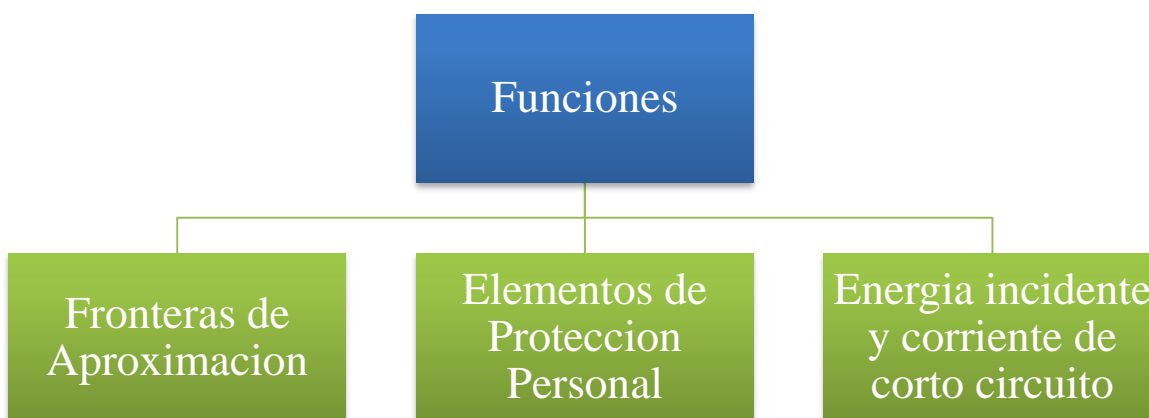 Funciones
Fronteras de
Aproximacion
Elementos de
Proteccion
Personal
Energia incidente
y corriente de
corto circuito